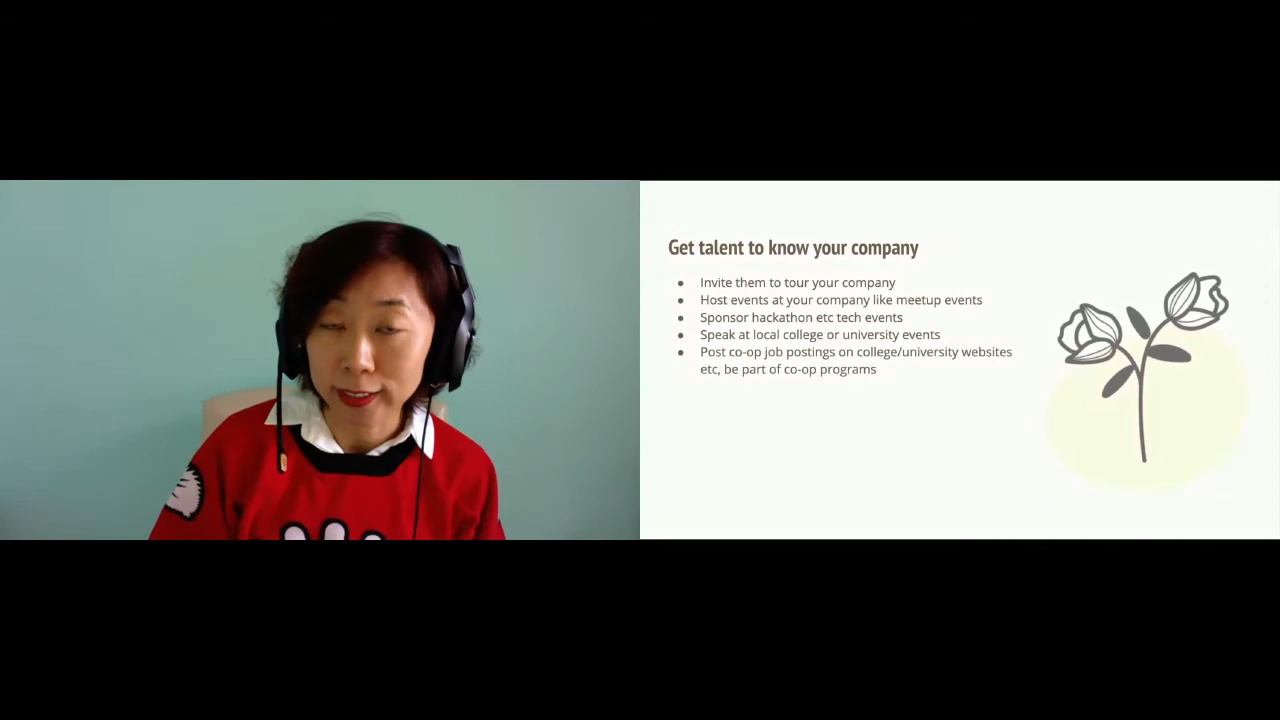 Get talent to know your company
● Invite them to tour your company
● Host events at your company like meetup events
● Sponsor hackathon etc tech events
● Speak at local college or university events
● Post co-op job postings on college/university websites
etc, be part of co-op programs